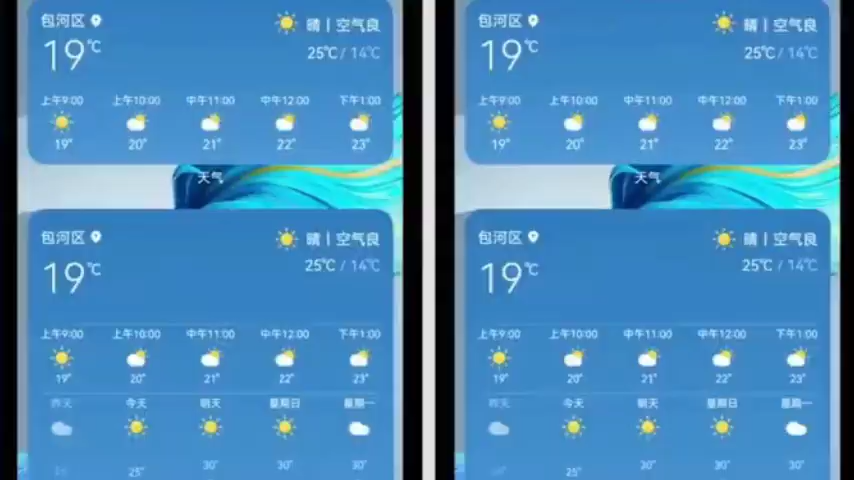 包河区
晴丨空气良
19℃
25℃ / 14℃
上午9:00 上午10:00 中午11:00 中午12:00 下午1:00
19° 20° 21° 22° 23°
天气
包河区
晴丨空气良
19℃
25℃ / 14℃
上午9:00 上午10:00 中午11:00 中午12:00 下午1:00
19° 20° 21° 22° 23°
昨天 今天 明天 星期日 星期一
25° 30° 30° 30°
包河区
晴丨空气良
19℃
25℃ / 14℃
上午9:00 上午10:00 中午11:00 中午12:00 下午1:00
19° 20° 21° 22° 23°
天气
包河区
晴丨空气良
19℃
25℃ / 14℃
上午9:00 上午10:00 中午11:00 中午12:00 下午1:00
19° 20° 21° 22° 23°
昨天 今天 明天 星期日 星期一
25° 30° 30° 30°